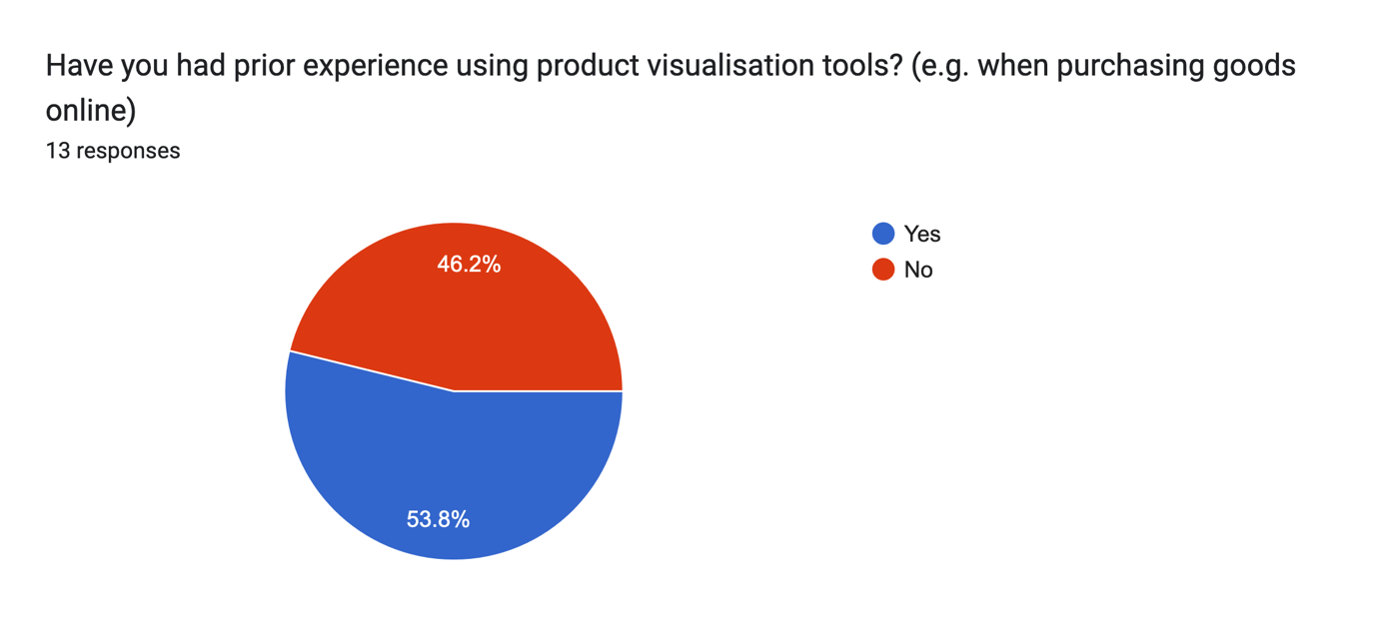 Have you had prior experience using product visualisation tools? (e.g. when purchasing goods
online)
13 responses
Yes
No
46.2%
53.8%